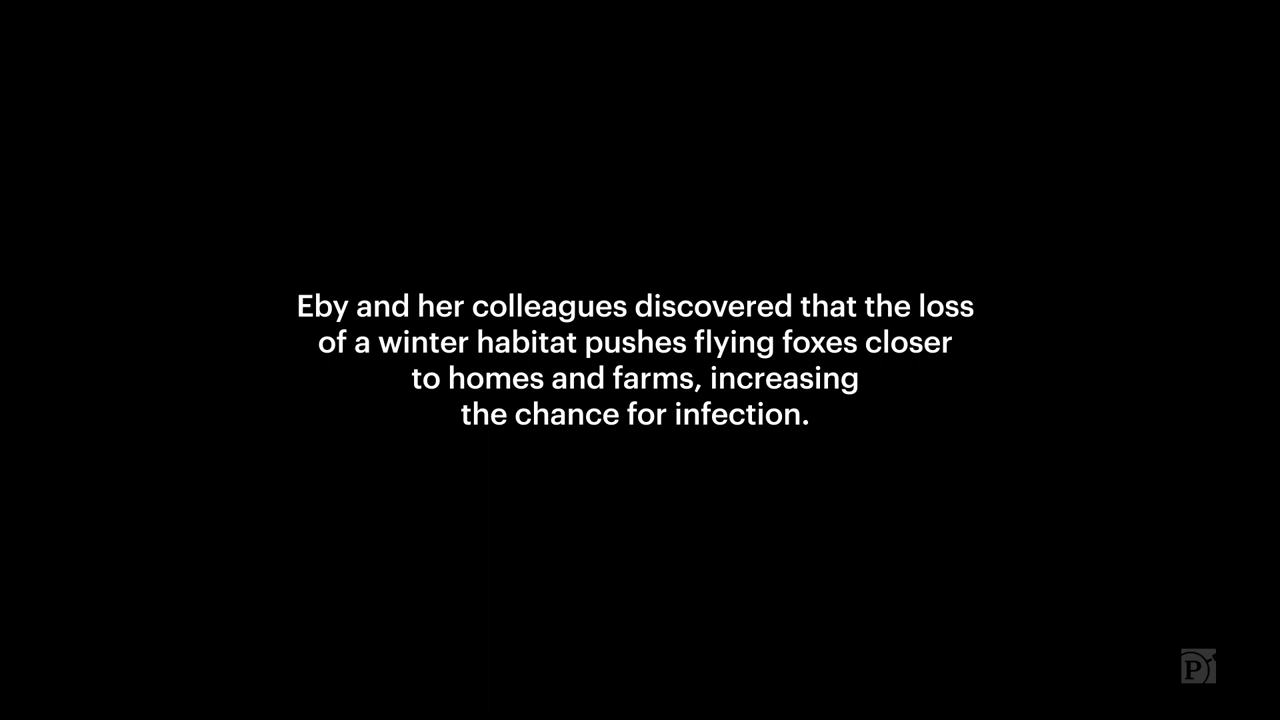 Eby and her colleagues discovered that the loss
of a winter habitat pushes flying foxes closer
to homes and farms, increasing
the chance for infection.
P